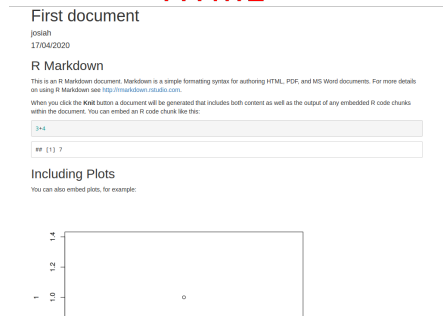 First document
josiah
17/04/2020
R Markdown
This is an R Markdown document. Markdown is a simple formatting syntax for authoring HTML, PDF, and MS Word documents. For more details
on using R Markdown see http://rmarkdown.rstudio.com.
When you click the Knit button a document will be generated that includes both content as well as the output of any embedded R code chunks
within the document. You can embed an R code chunk like this:
3+4
## [1] 7
Including Plots
You can also embed plots, for example:
1.4
1.2
1.0
1